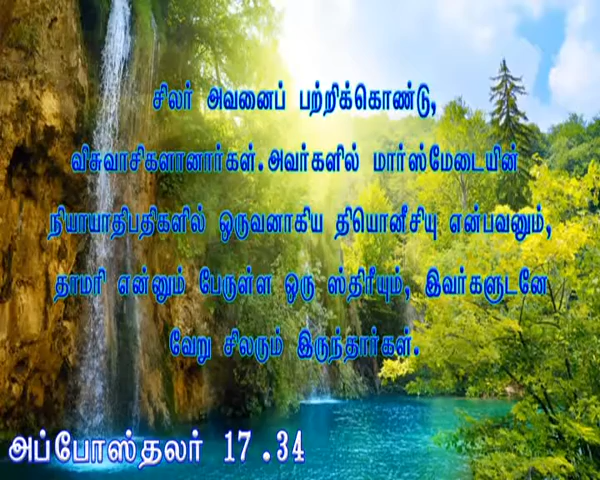 சிலர் அவனைப் பற்றிக்கொண்டு,
விசுவாசிகளானார்கள்.அவர்களில் மார்ஸ்மேடையின்
நியாயாதிபதிகளில் ஒருவனாகிய தியொனீசியு என்பவனும்,
தாமரி என்னும் பேருள்ள ஒரு ஸ்திரீயும், இவர்களுடனே
வேறு சிலரும் இருந்தார்கள்.
அப்போஸ்தலர் 17 .34